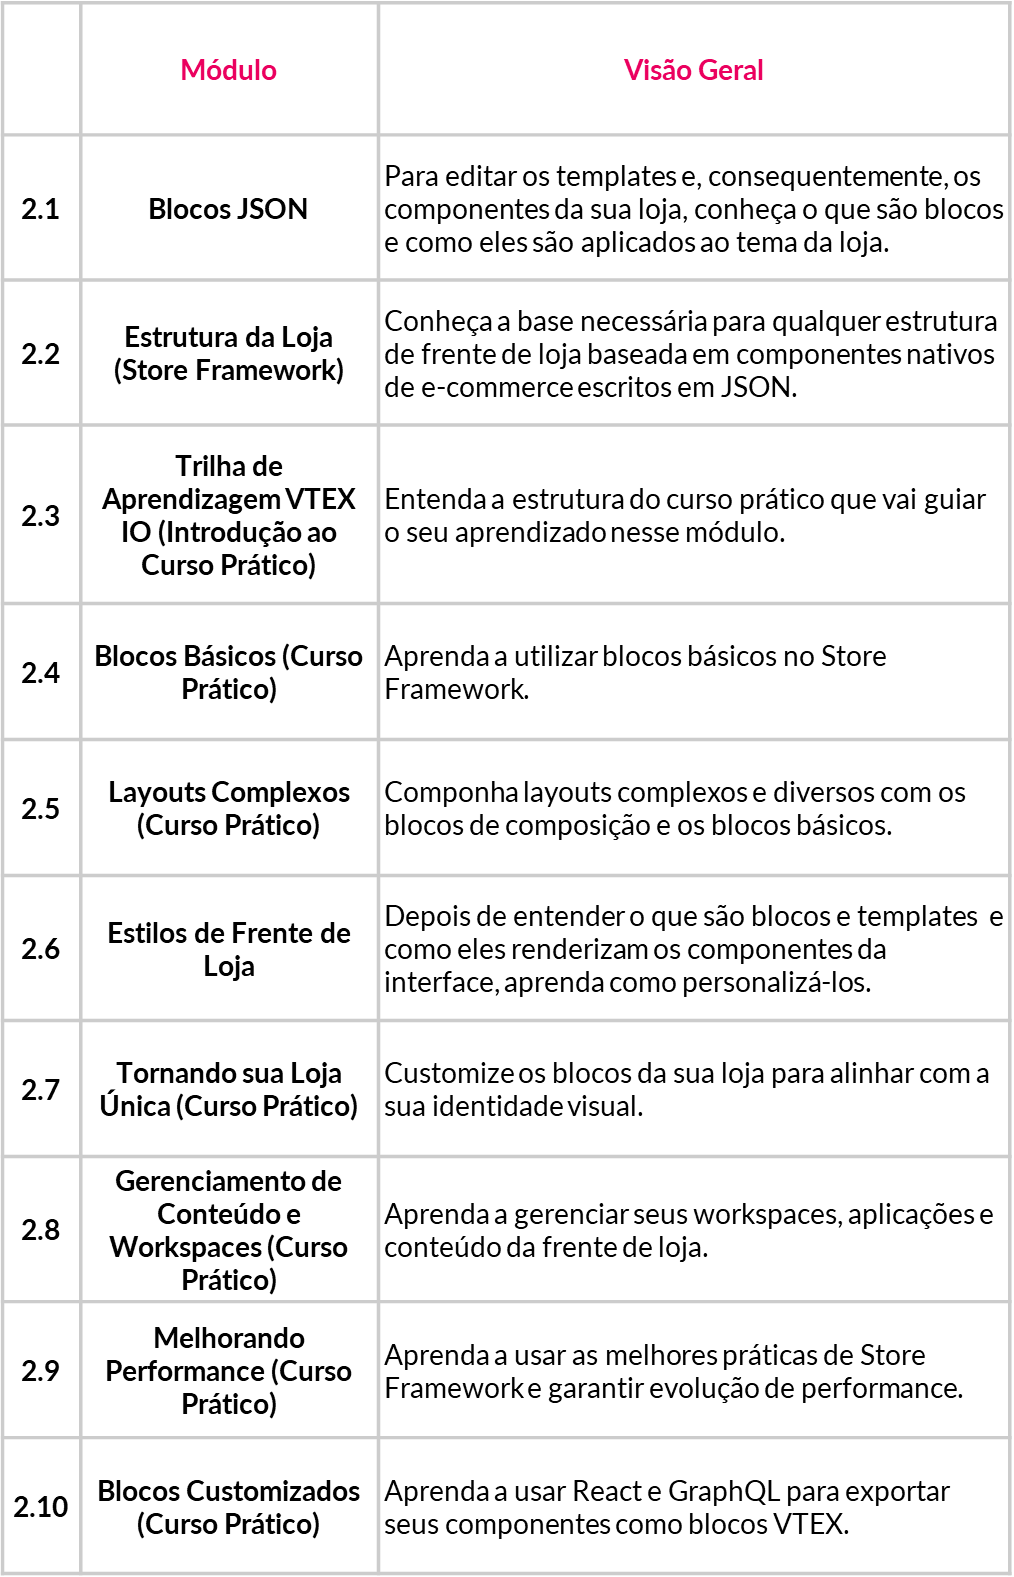 Módulo
Visão Geral
2.1
Blocos JSON
Para editar os templates e, consequentemente, os
componentes da sua loja, conheça o que são blocos
e como eles são aplicados ao tema da loja.
2.2
Estrutura da Loja
(Store Framework)
Conheça a base necessária para qualquer estrutura
de frente de loja baseada em componentes nativos
de e-commerce escritos em JSON.
2.3
Trilha de
Aprendizagem VTEX
IO (Introdução ao
Curso Prático)
Entenda a estrutura do curso prático que vai guiar
o seu aprendizado nesse módulo.
2.4
Blocos Básicos (Curso
Prático)
Aprenda a utilizar blocos básicos no Store
Framework.
2.5
Layouts Complexos
(Curso Prático)
Componha layouts complexos e diversos com os
blocos de composição e os blocos básicos.
2.6
Estilos de Frente de
Loja
Depois de entender o que são blocos e templates e
como eles renderizam os componentes da
interface, aprenda como personalizá-los.
2.7
Tornando sua Loja
Única (Curso Prático)
Customize os blocos da sua loja para alinhar com a
sua identidade visual.
2.8
Gerenciamento de
Conteúdo e
Workspaces (Curso
Prático)
Aprenda a gerenciar seus workspaces, aplicações e
conteúdo da frente de loja.
2.9
Melhorando
Performance (Curso
Prático)
Aprenda a usar as melhores práticas de Store
Framework e garantir evolução de performance.
2.10
Blocos Customizados
(Curso Prático)
Aprenda a usar React e GraphQL para exportar
seus componentes como blocos VTEX.